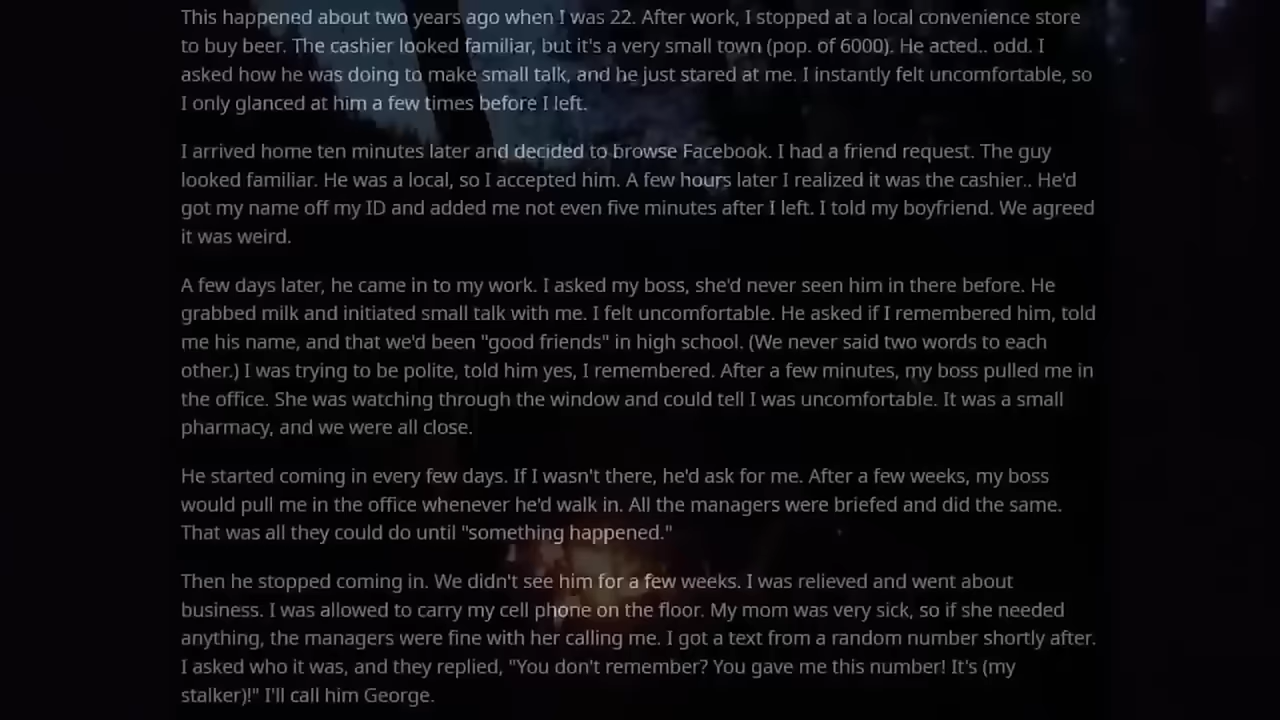 This happened about two years ago when I was 22. After work, I stopped at a local convenience store
to buy beer. The cashier looked familiar, but it's a very small town (pop. of 6000). He acted.. odd. I
asked how he was doing to make small talk, and he just stared at me. I instantly felt uncomfortable, so
I only glanced at him a few times before I left.
I arrived home ten minutes later and decided to browse Facebook. I had a friend request. The guy
looked familiar. He was a local, so I accepted him. A few hours later I realized it was the cashier.. He'd
got my name off my ID and added me not even five minutes after I left. I told my boyfriend. We agreed
it was weird.
A few days later, he came in to my work. I asked my boss, she'd never seen him in there before. He
grabbed milk and initiated small talk with me. I felt uncomfortable. He asked if I remembered him, told
me his name, and that we'd been "good friends" in high school. (We never said two words to each
other.) I was trying to be polite, told him yes, I remembered. After a few minutes, my boss pulled me in
the office. She was watching through the window and could tell I was uncomfortable. It was a small
pharmacy, and we were all close.
He started coming in every few days. If I wasn't there, he'd ask for me. After a few weeks, my boss
would pull me in the office whenever he'd walk in. All the managers were briefed and did the same.
That was all they could do until "something happened."
Then he stopped coming in. We didn't see him for a few weeks. I was relieved and went about
business. I was allowed to carry my cell phone on the floor. My mom was very sick, so if she needed
anything, the managers were fine with her calling me. I got a text from a random number shortly after.
I asked who it was, and they replied, "You don't remember? You gave me this number! It's (my
stalker)!" I'll call him George.